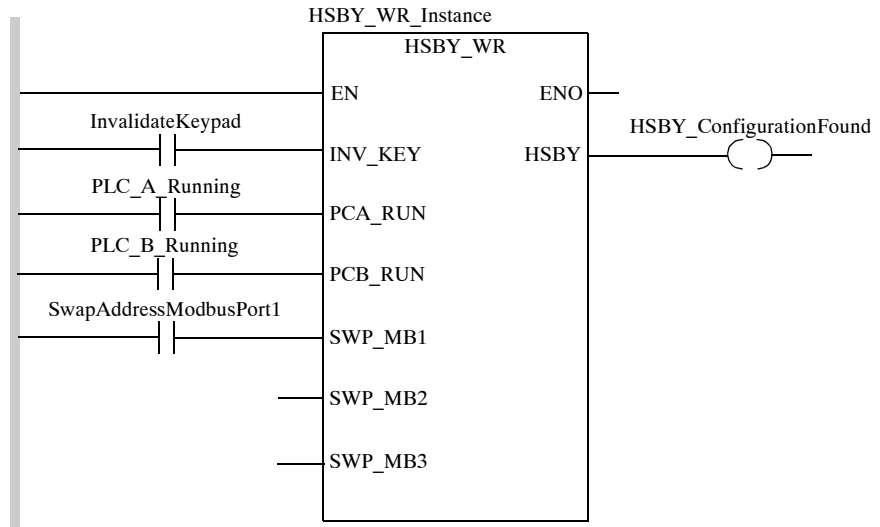 HSBY_WR_Instance
HSBY_WR
EN ENO
InvalidateKeypad
HSBY_ConfigurationFound
INV_KEY HSBY
PLC_A_Running
PCA_RUN
PLC_B_Running
PCB_RUN
SwapAddressModbusPort1
SWP_MB1
SWP_MB2
SWP_MB3